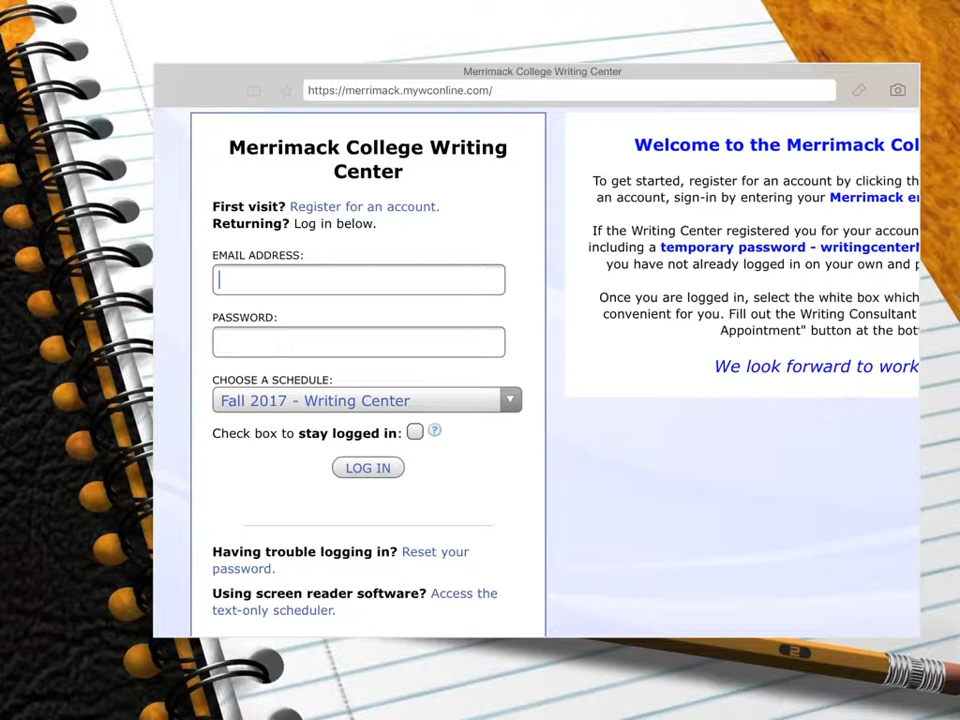 Merrimack College Writing Center
https://merrimack.mywconline.com/
Merrimack College Writing
Center
First visit? Register for an account.
Returning? Log in below.
EMAIL ADDRESS:
PASSWORD:
CHOOSE A SCHEDULE:
Fall 2017 - Writing Center
Check box to stay logged in: ?
LOG IN
Having trouble logging in? Reset your
password.
Using screen reader software? Access the
text-only scheduler.
Welcome to the Merrimack Col
To get started, register for an account by clicking th
an account, sign-in by entering your Merrimack
If the Writing Center registered you for your accoun
including a temporary password - writingcenter
you have not already logged in on your own and
Once you are logged in, select the white box which
convenient for you. Fill out the Writing Consultant
Appointment" button at the bot
We look forward to work
2